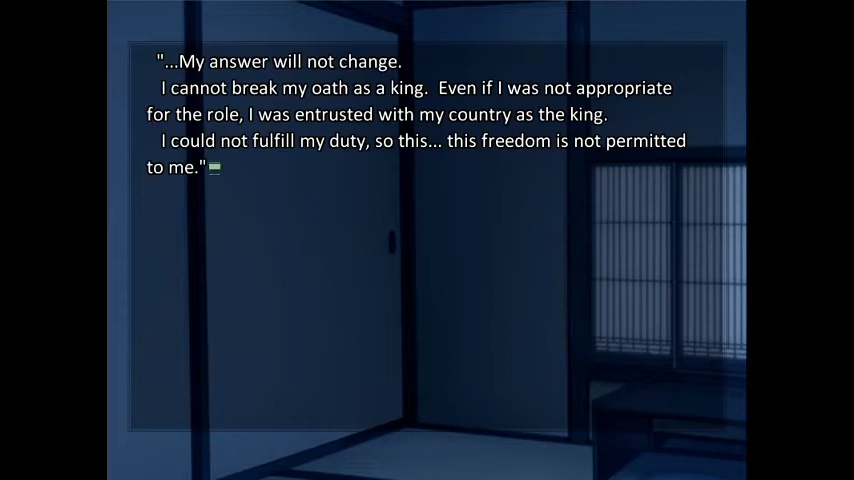 "...My answer will not change.
I cannot break my oath as a king.  Even if I was not appropriate
for the role, I was entrusted with my country as the king.
I could not fulfill my duty, so this... this freedom is not permitted
to me."